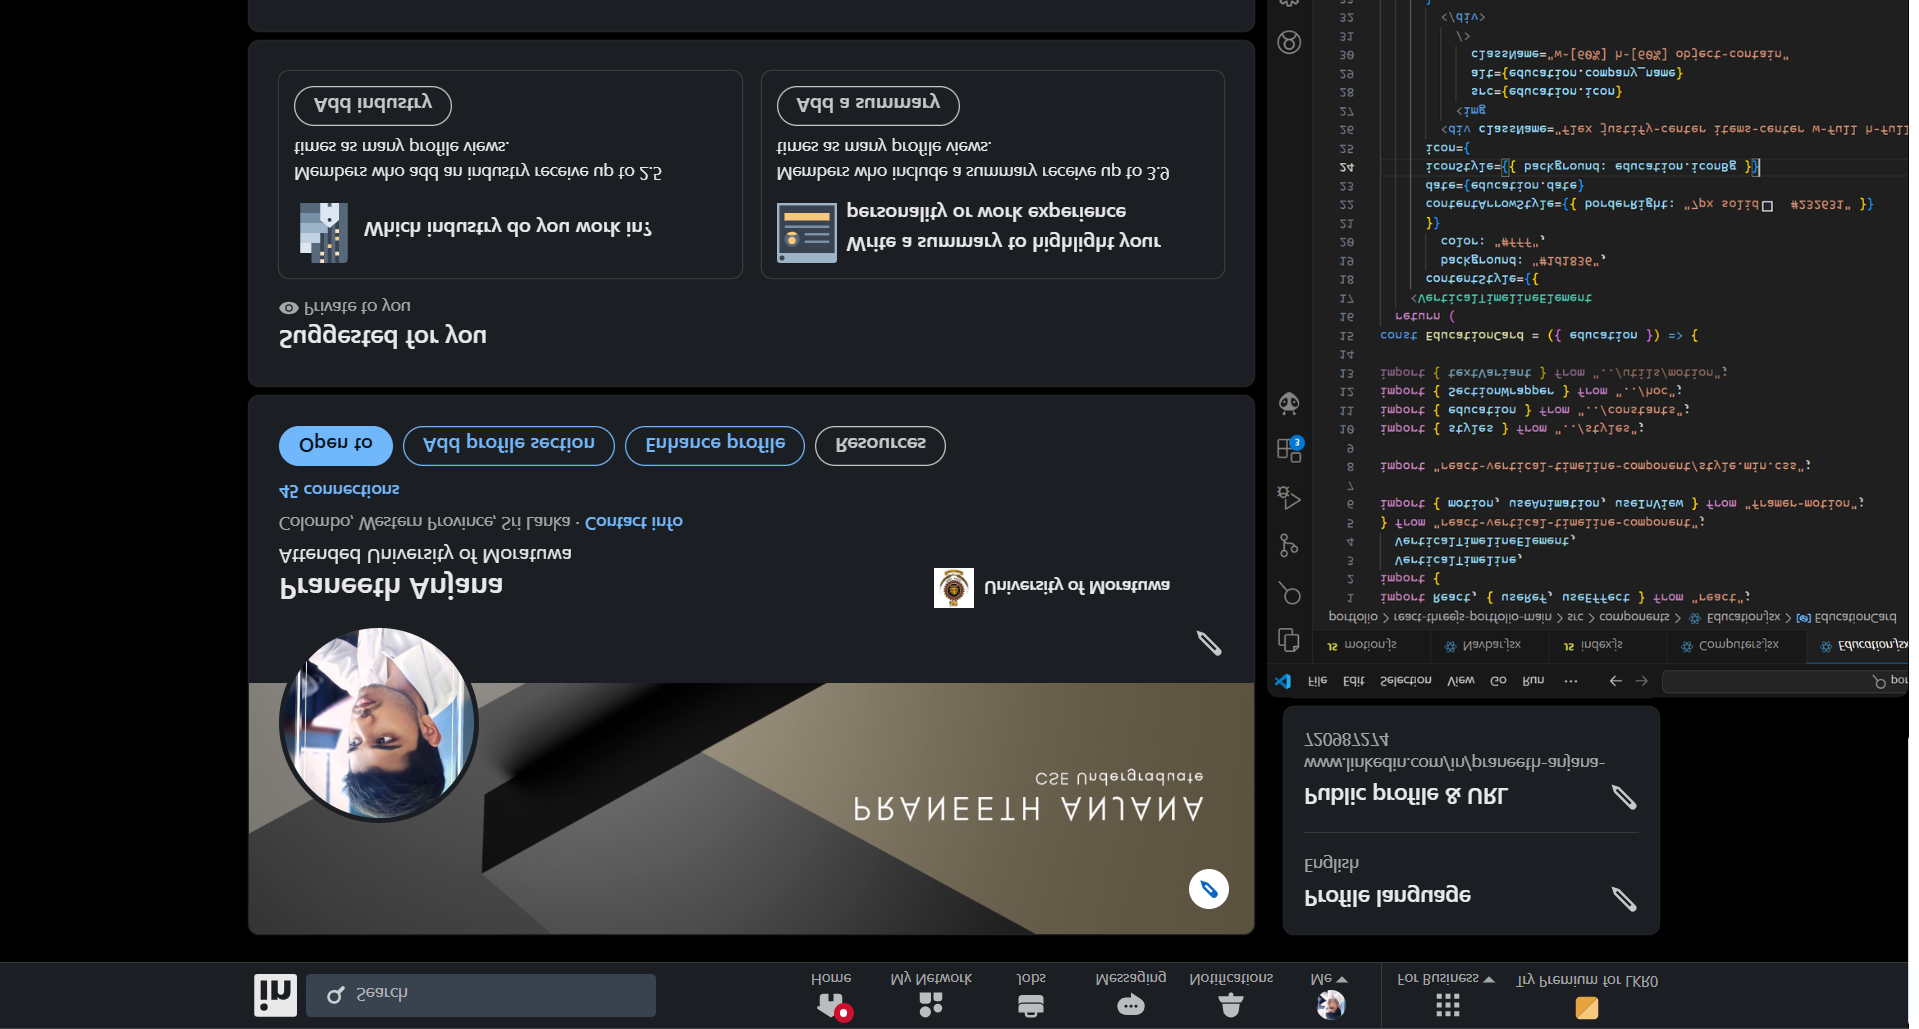 in
Search
Home
My Network
Jobs
Messaging
Notifications
Me
For Business
Try Premium for LKR0
PRANEETH ANJANA
CSE Undergraduate
Praneeth Anjana
Attended University of Moratuwa
Colombo, Western Province, Sri Lanka · Contact info
45 connections
University of Moratuwa
Open to
Add profile section
Enhance profile
Resources
Suggested for you
Private to you
Which industry do you work in?
Members who add an industry receive up to 2.5
times as many profile views.
Add industry
Write a summary to highlight your
personality or work experience
Members who include a summary receive up to 3.9
times as many profile views.
Add a summary
Profile language
English
Public profile & URL
www.linkedin.com/in/praneeth-anjana-
720987274
File Edit Selection View Go Run ··· por
JS motion.js Navbar.jsx JS index.js Computers.jsx Education.jsx
portfolio > react-threejs-portfolio-main > src > components > Education.jsx > EducationCard
3
1 import React, { useRef, useEffect } from "react";
2 import {
3 VerticalTimeline,
4 VerticalTimelineElement,
5 } from "react-vertical-timeline-component";
6 import { motion, useAnimation, useInView } from "framer-motion";
7
8 import "react-vertical-timeline-component/style.min.css";
9
10 import { styles } from "../styles";
11 import { education } from "../constants";
12 import { SectionWrapper } from "../hoc";
13 import { textVariant } from "../utils/motion";
14
15 const EducationCard = ({ education }) => {
16 return (
17 <VerticalTimelineElement
18 contentStyle={{
19 background: "#1d1836",
20 color: "#fff",
21 }}
22 contentArrowStyle={{ borderRight: "7px solid #232631" }}
23 date={education.date}
24 iconStyle={{ background: education.iconBg }}
25 icon={
26 <div className="flex justify-center items-center w-full h-full
27 <img
28 src={education.icon}
29 alt={education.company_name}
30 className="w-[60%] h-[60%] object-contain"
31 />
32 </div>
33 }